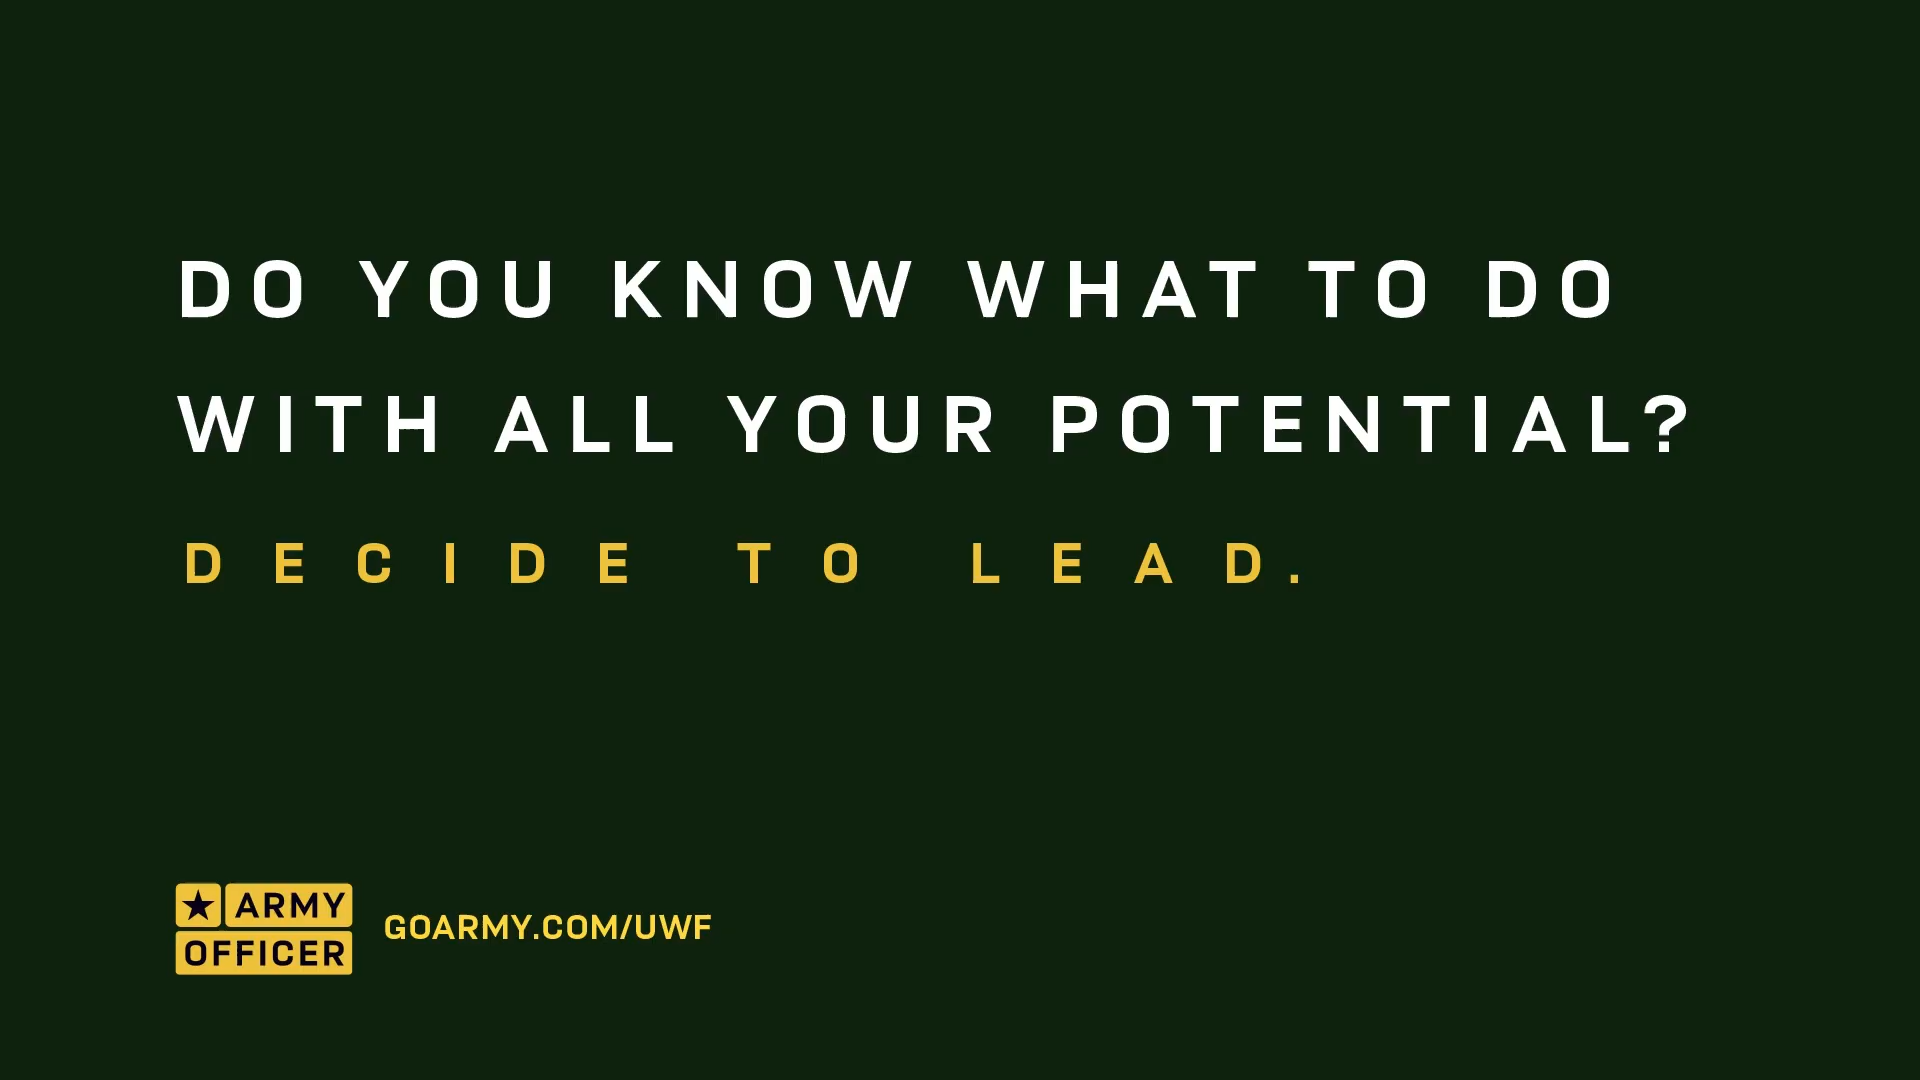 DO YOU KNOW WHAT TO DO
WITH ALL YOUR POTENTIAL?
DECIDE TO LEAD.
ARMY
OFFICER
GOARMY.COM/UWF